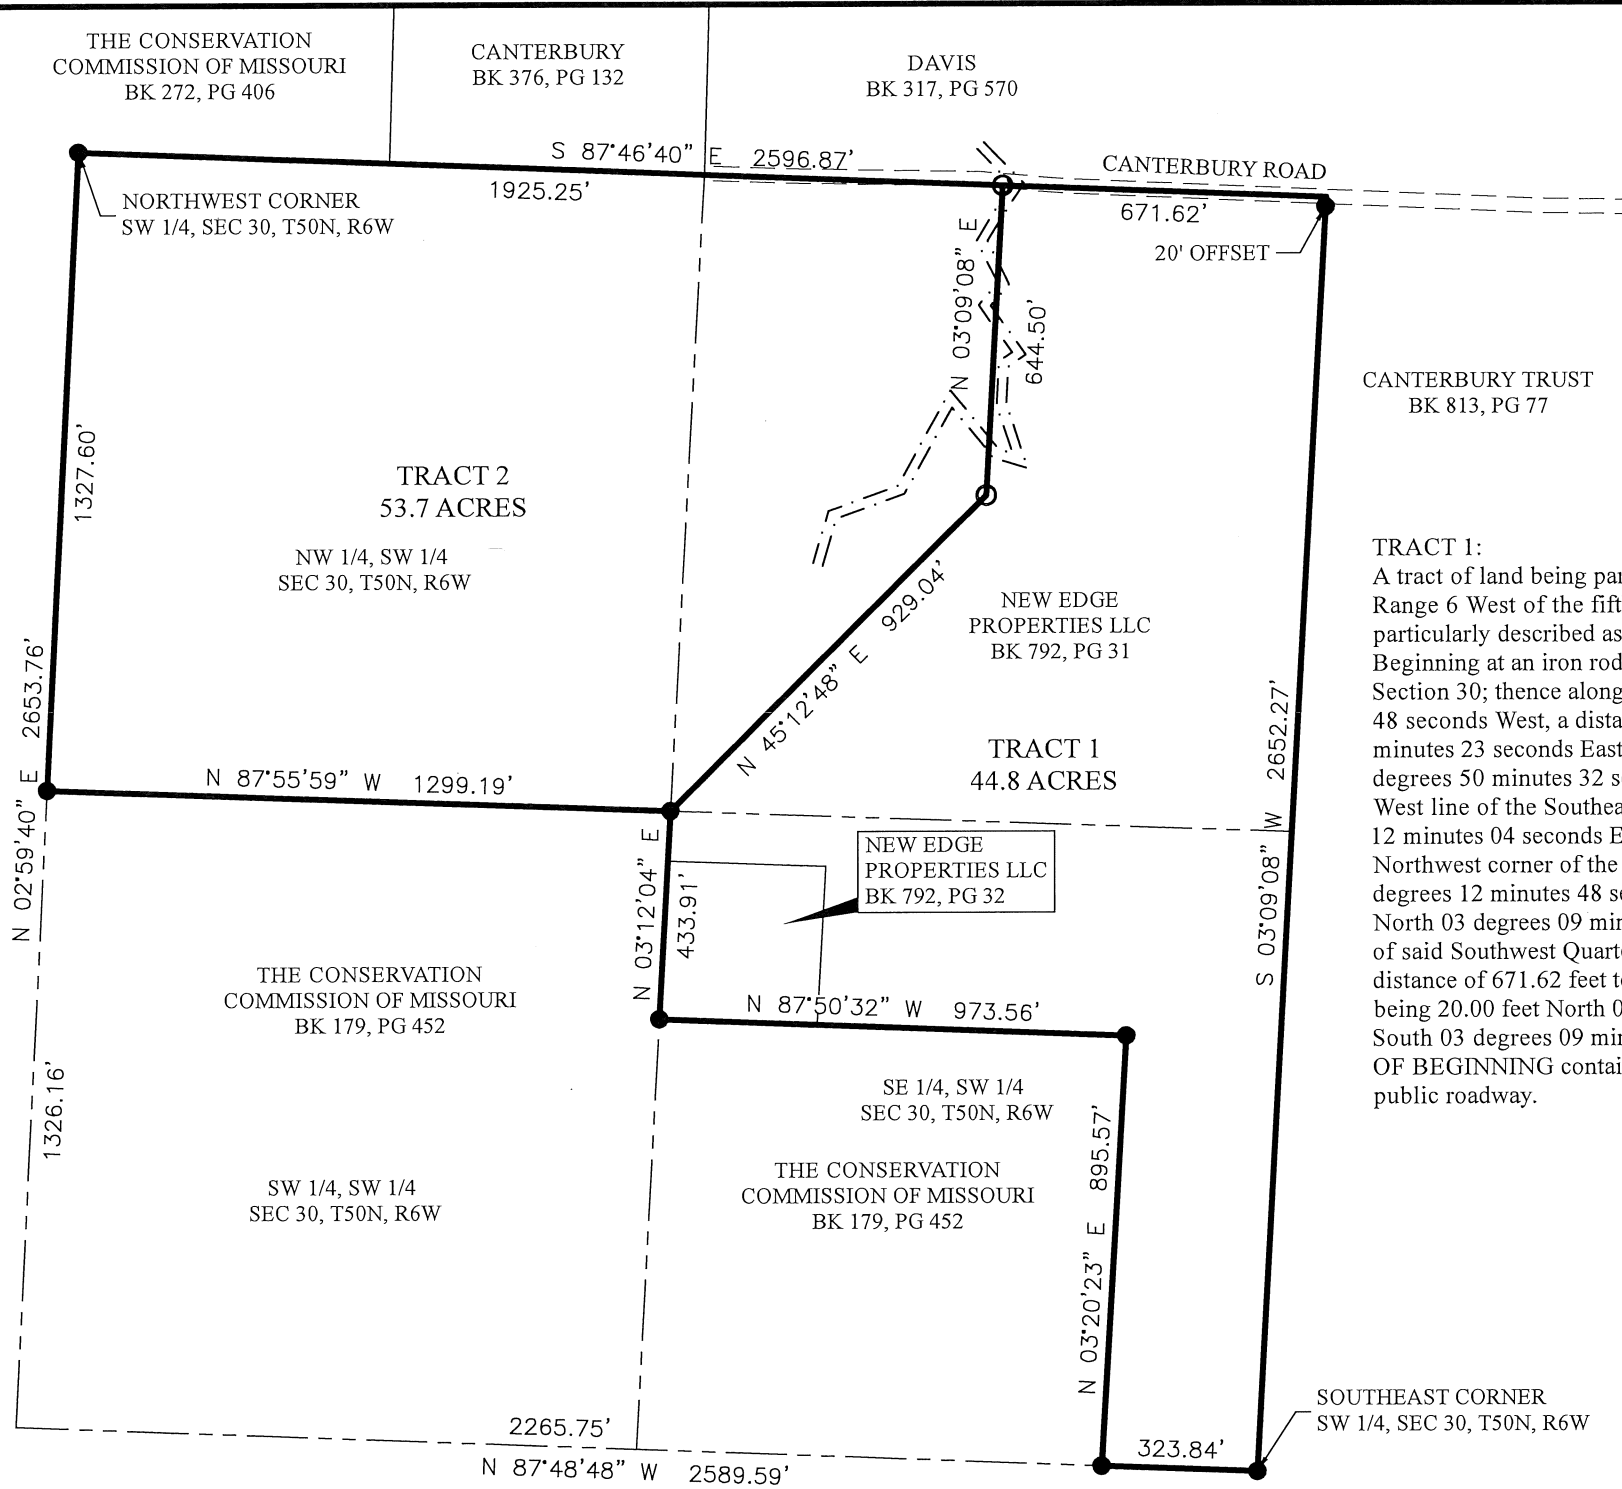 THE CONSERVATION
COMMISSION OF MISSOURI
BK 272, PG 406
CANTERBURY
BK 376, PG 132
DAVIS
BK 317, PG 570
S 87°46'40" E 2596.87'
1925.25'
CANTERBURY ROAD
671.62'
20' OFFSET
NORTHWEST CORNER
SW 1/4, SEC 30, T50N, R6W
N 03°09'08" E
644.50'
CANTERBURY TRUST
BK 813, PG 77
1327.60'
TRACT 2
53.7 ACRES
NW 1/4, SW 1/4
SEC 30, T50N, R6W
N 45°12'48" E 929.04'
NEW EDGE
PROPERTIES LLC
BK 792, PG 31
TRACT 1
44.8 ACRES
N 02°59'40" E 2653.76'
N 87°55'59" W 1299.19'
S 03°09'08" W 2652.27'
NEW EDGE
PROPERTIES LLC
BK 792, PG 32
N 03°12'04" E
433.91'
N 87°50'32" W 973.56'
THE CONSERVATION
COMMISSION OF MISSOURI
BK 179, PG 452
1326.16'
SW 1/4, SW 1/4
SEC 30, T50N, R6W
SE 1/4, SW 1/4
SEC 30, T50N, R6W
THE CONSERVATION
COMMISSION OF MISSOURI
BK 179, PG 452
N 03°20'23" E 895.57'
2265.75'
N 87°48'48" W 2589.59'
323.84'
SOUTHEAST CORNER
SW 1/4, SEC 30, T50N, R6W
TRACT 1:
A tract of land being
Range 6 West of the
particularly described as
Beginning at an iron rod
Section 30; thence along
48 seconds West, a
minutes 23 seconds East
degrees 50 minutes 32
West line of the
12 minutes 04 seconds
Northwest corner of the
degrees 12 minutes 48
North 03 degrees 09
of said Southwest
distance of 671.62 feet
being 20.00 feet North
South 03 degrees 09
OF BEGINNING
public roadway.